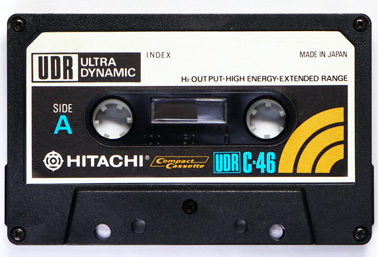 UDR ULTRA DYNAMIC
INDEX
MADE IN JAPAN
Hi-OUTPUT-HIGH ENERGY-EXTENDED RANGE
SIDE
A
HITACHI®
Compact Cassette
UDR C-46